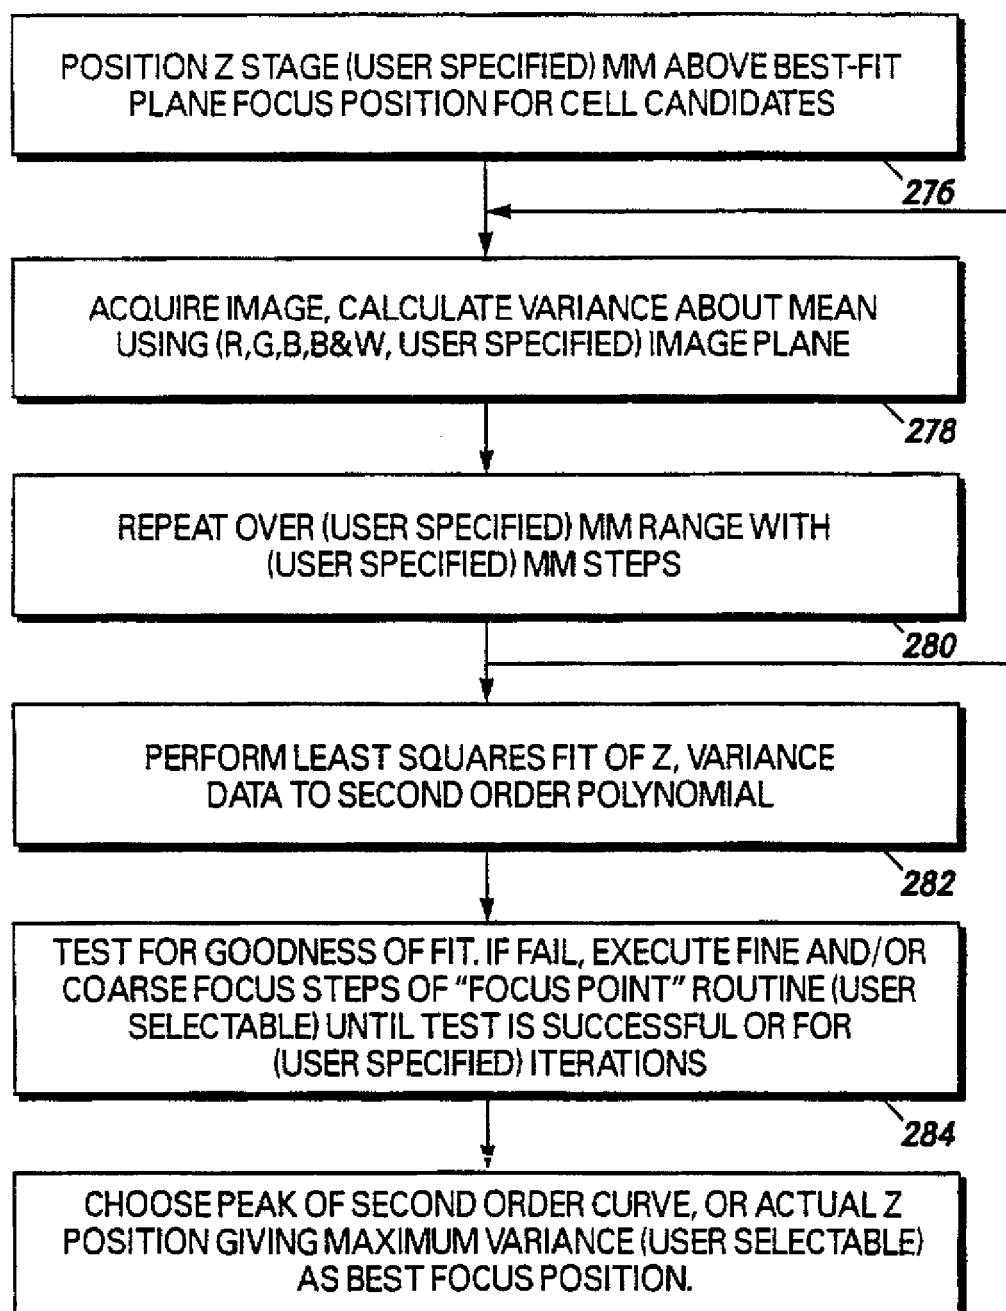 POSITION Z STAGE (USER SPECIFIED) MM ABOVE BEST-FIT
PLANE FOCUS POSITION FOR CELL CANDIDATES
276
ACQUIRE IMAGE, CALCULATE VARIANCE ABOUT MEAN
USING (R,G,B,B&W, USER SPECIFIED) IMAGE PLANE
278
REPEAT OVER (USER SPECIFIED) MM RANGE WITH
(USER SPECIFIED) MM STEPS
280
PERFORM LEAST SQUARES FIT OF Z, VARIANCE
DATA TO SECOND ORDER POLYNOMIAL
282
TEST FOR GOODNESS OF FIT. IF FAIL, EXECUTE FINE AND/OR
COARSE FOCUS STEPS OF "FOCUS POINT" ROUTINE (USER
SELECTABLE) UNTIL TEST IS SUCCESSFUL OR FOR
(USER SPECIFIED) ITERATIONS
284
CHOOSE PEAK OF SECOND ORDER CURVE, OR ACTUAL Z
POSITION GIVING MAXIMUM VARIANCE (USER SELECTABLE)
AS BEST FOCUS POSITION.